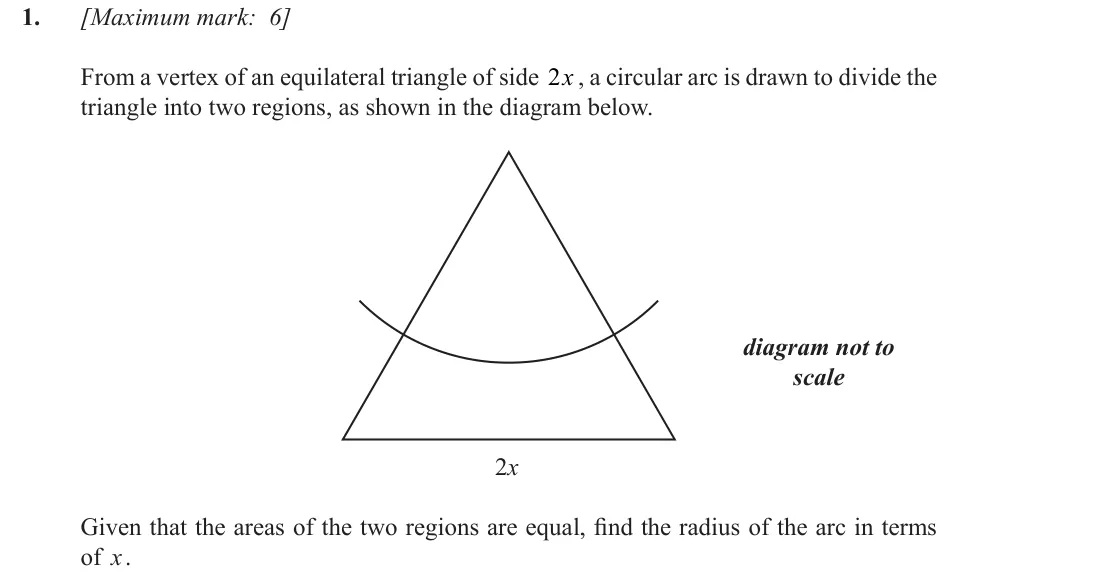 1. [Maximum mark: 6]
From a vertex of an equilateral triangle of side 2x, a circular arc is drawn to divide the
triangle into two regions, as shown in the diagram below.
diagram not to
scale
2x
Given that the areas of the two regions are equal, find the radius of the arc in terms
of x.